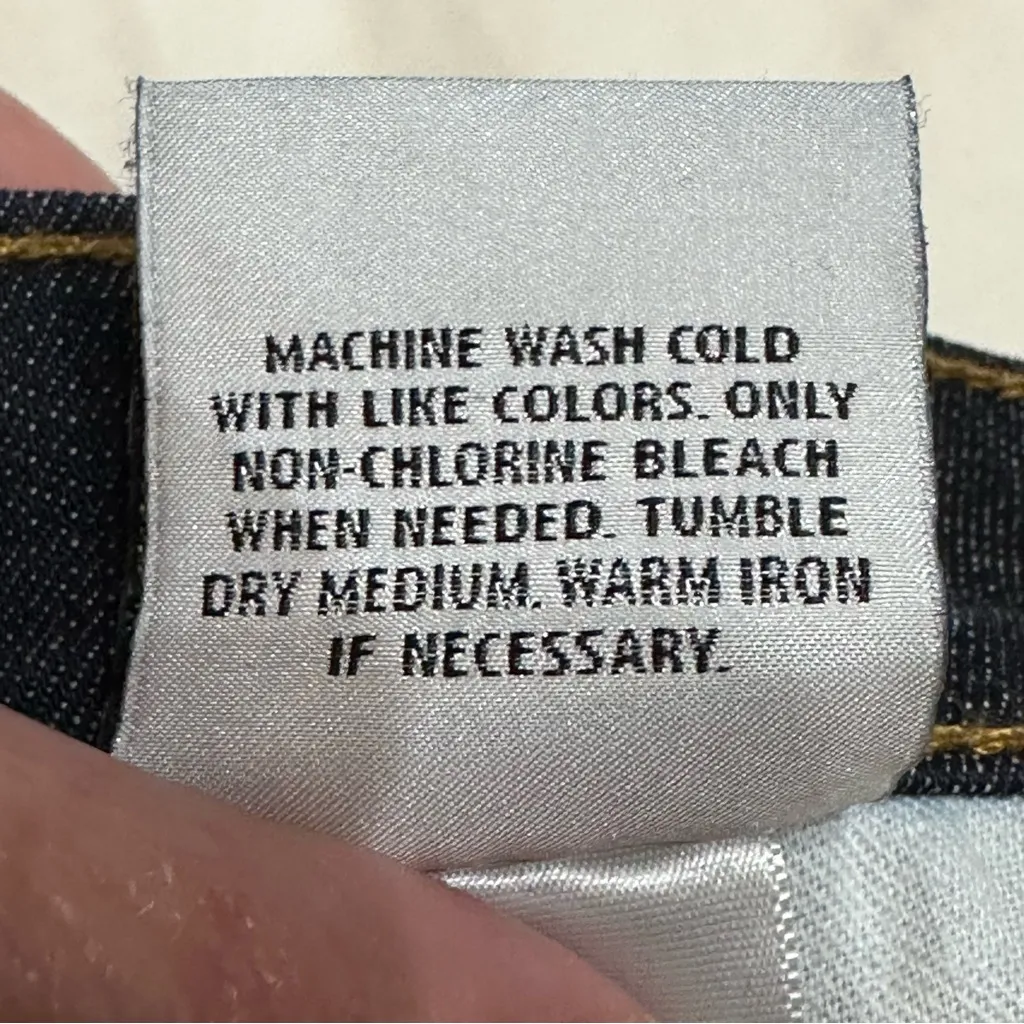 MACHINE WASH COLD
WITH LIKE COLORS. ONLY
NON-CHLORINE BLEACH
WHEN NEEDED. TUMBLE
DRY MEDIUM. WARM IRON
IF NECESSARY.